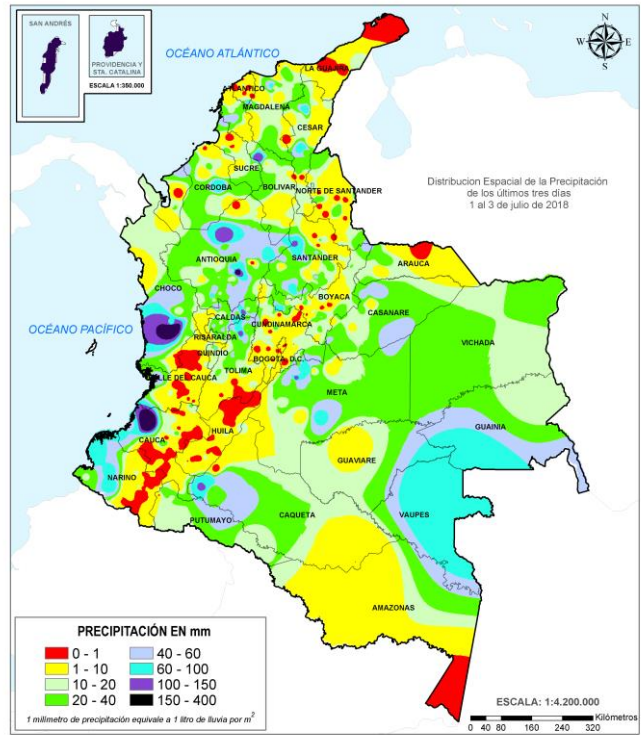 SAN ANDRÉS
PROVIDENCIA Y
STA. CATALINA
ESCALA 1:350.000
OCÉANO ATLÁNTICO
N
W
E
S
LA GUAJIRA
ATLANTICO
MAGDALENA
CESAR
SUCRE
CORDOBA
BOLIVAR
NORTE DE SANTANDER
Distribucion Espacial de la Precipitación
de los últimos tres días
1 al 3 de julio de 2018
ANTIOQUIA
SANTANDER
ARAUCA
CHOCO
BOYACA
CASANARE
OCÉANO PACÍFICO
CALDAS
CUNDINAMARCA
RISARALDA
VICHADA
QUINDIO
BOGOTA, D.C.
TOLIMA
VALLE DEL CAUCA
META
GUAINIA
CAUCA
HUILA
GUAVIARE
NARINO
VAUPES
CAQUETA
PUTUMAYO
AMAZONAS
PRECIPITACIÓN EN mm
0 - 1
40 - 60
1 - 10
60 - 100
10 - 20
100 - 150
20 - 40
150 - 400
1 milímetro de precipitación equivale a 1 litro de lluvia por m2
ESCALA: 1:4.200.000
Kilómetros
0 40 80 160 240 320